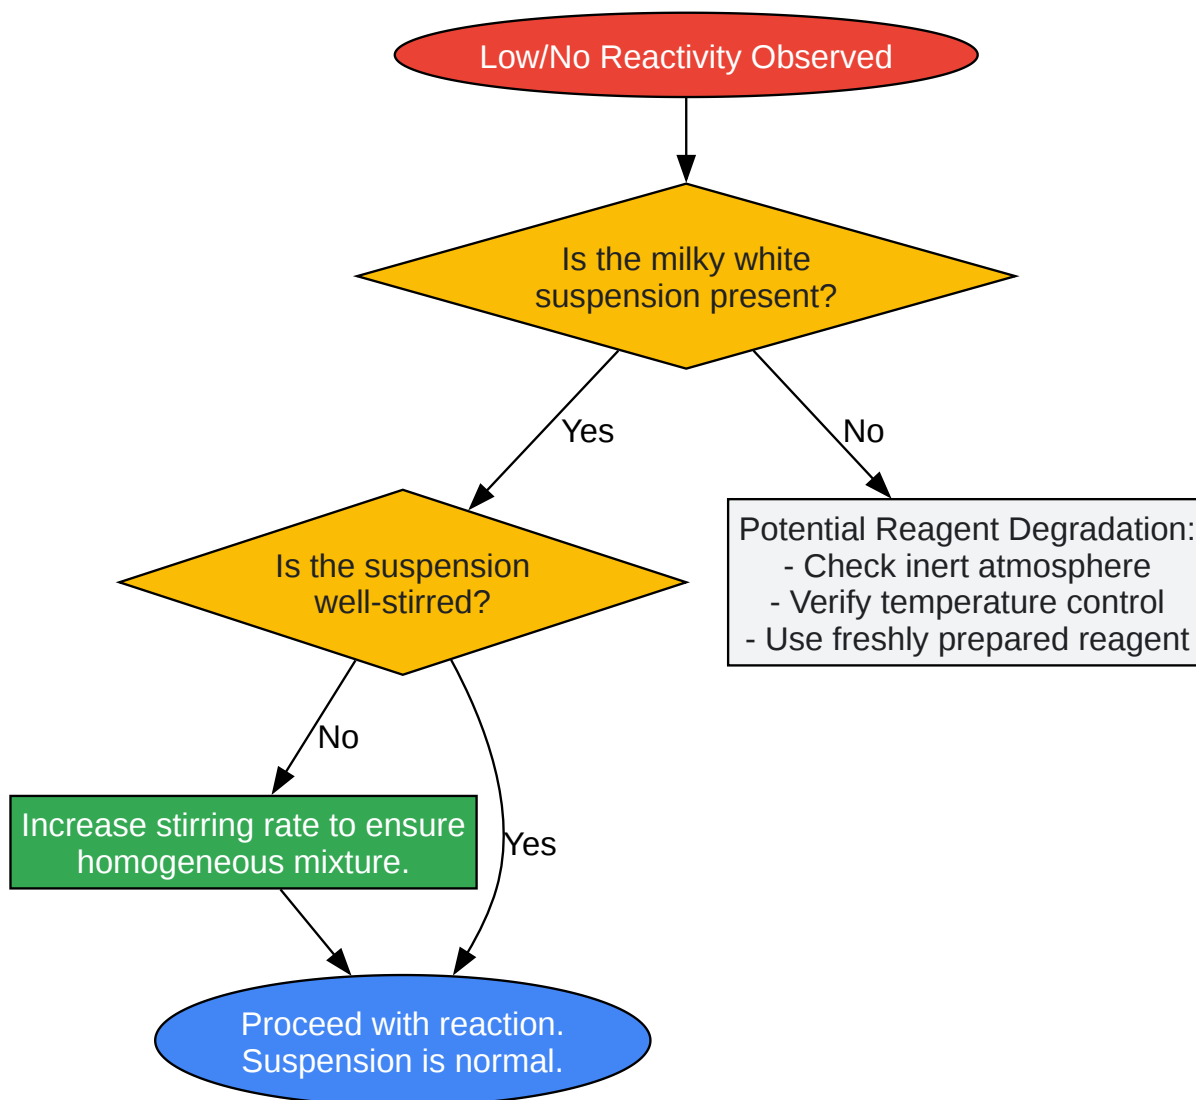 Low/No Reactivity Observed
Is the milky white
suspension present?
Yes
No
Is the suspension
well-stirred?
Potential Reagent Degradation:
- Check inert atmosphere
- Verify temperature control
- Use freshly prepared reagent
No
Increase stirring rate to ensure
homogeneous mixture.
Yes
Proceed with reaction.
Suspension is normal.